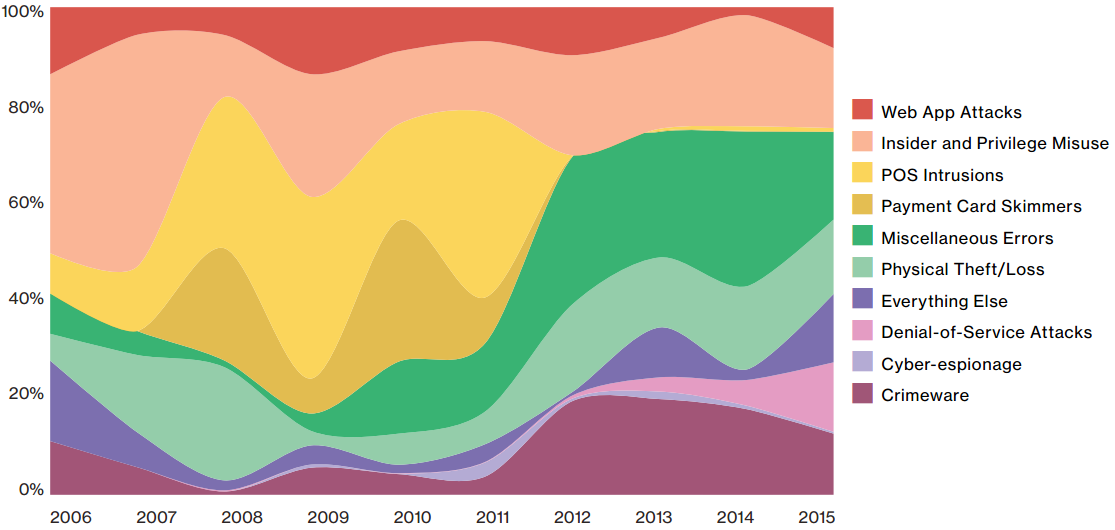 100%
80%
60%
40%
20%
0%
2006 2007 2008 2009 2010 2011 2012 2013 2014 2015
Web App Attacks
Insider and Privilege Misuse
POS Intrusions
Payment Card Skimmers
Miscellaneous Errors
Physical Theft/Loss
Everything Else
Denial-of-Service Attacks
Cyber-espionage
Crimeware